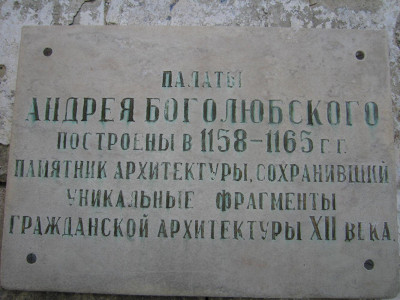 ПАЛАТЫ
АНДРЕЯ БОГОЛЮБСКОГО
ПОСТРОЕНЫ В 1158–1165 Г Г.
ПАМЯТНИК АРХИТЕКТУРЫ, СОХРАНИВШИЙ
УНИКАЛЬНЫЕ ФРАГМЕНТЫ
ГРАЖДАНСКОЙ АРХИТЕКТУРЫ XII ВЕКА.